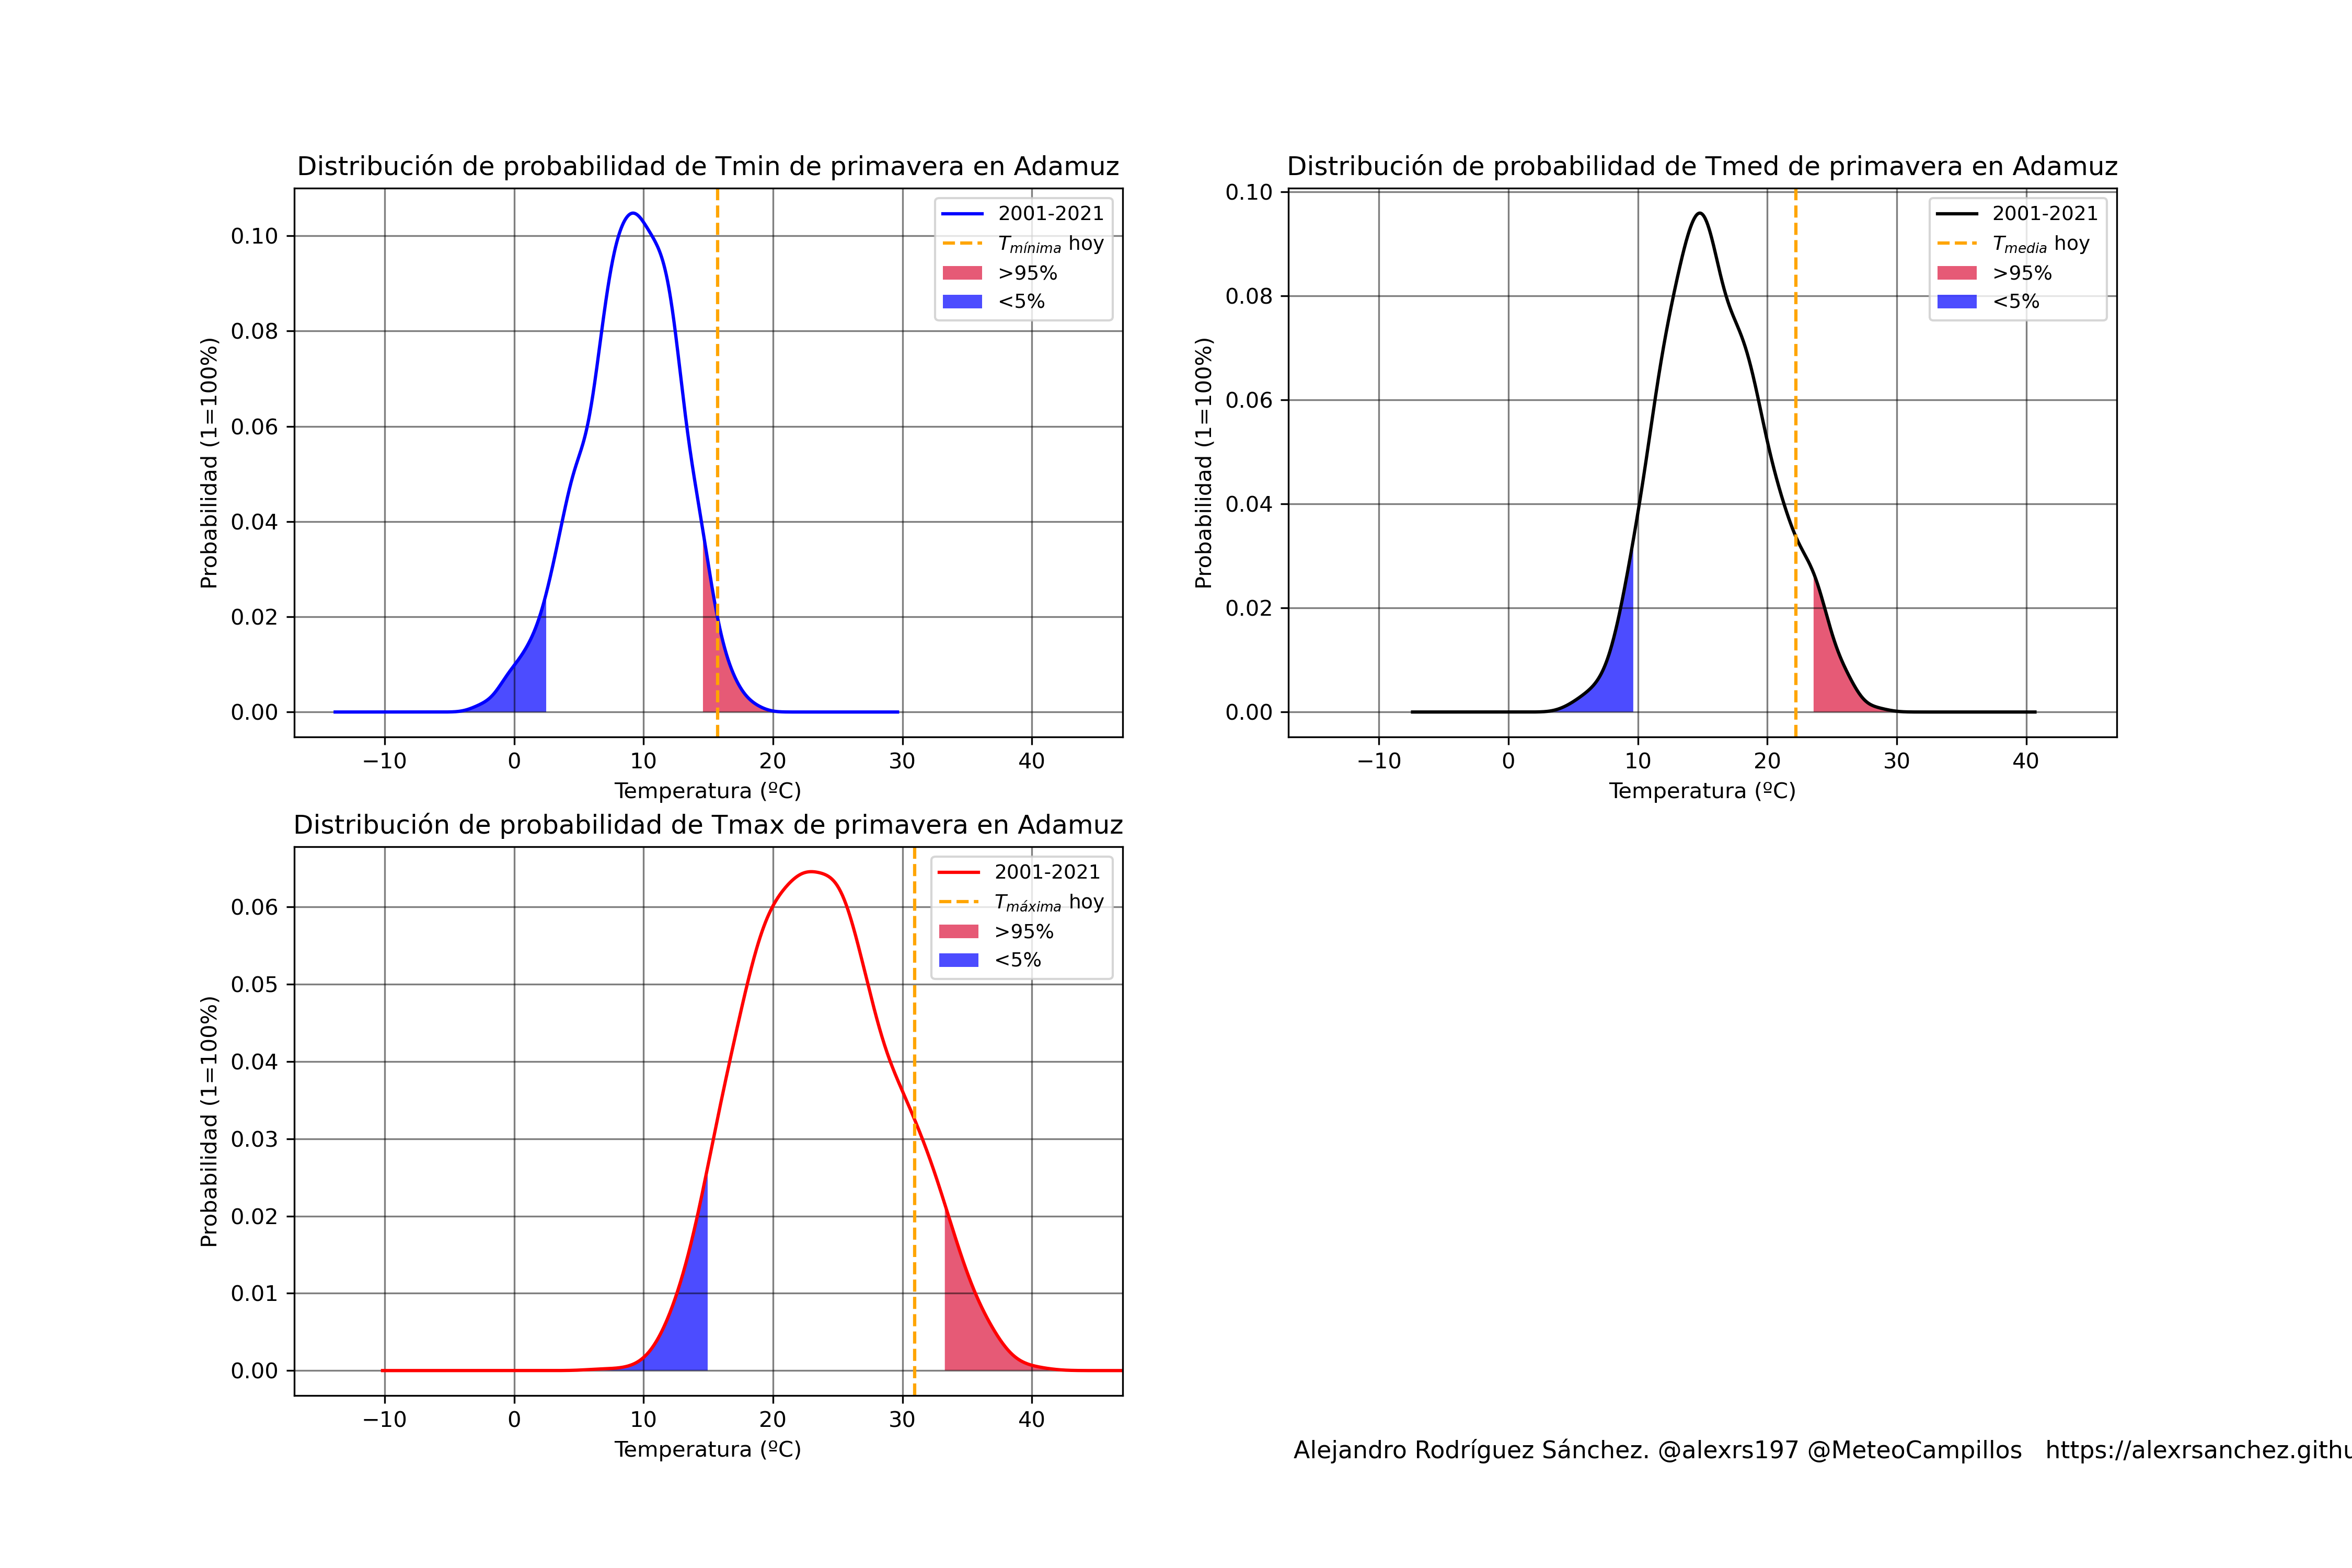 Distribución de probabilidad de Tmin de primavera en Adamuz
Probabilidad (1=100%)
0.10
0.08
0.06
0.04
0.02
0.00
2001-2021
Tmínima hoy
>95%
<5%
−10 0 10 20 30 40
Temperatura (ºC)
Distribución de probabilidad de Tmed de primavera en Adamuz
Probabilidad (1=100%)
0.10
0.08
0.06
0.04
0.02
0.00
2001-2021
Tmedia hoy
>95%
<5%
−10 0 10 20 30 40
Temperatura (ºC)
Distribución de probabilidad de Tmax de primavera en Adamuz
Probabilidad (1=100%)
0.06
0.05
0.04
0.03
0.02
0.01
0.00
2001-2021
Tmáxima hoy
>95%
<5%
−10 0 10 20 30 40
Temperatura (ºC)
Alejandro Rodríguez Sánchez. @alexrs197 @MeteoCampillos https://alexrsanchez.githu